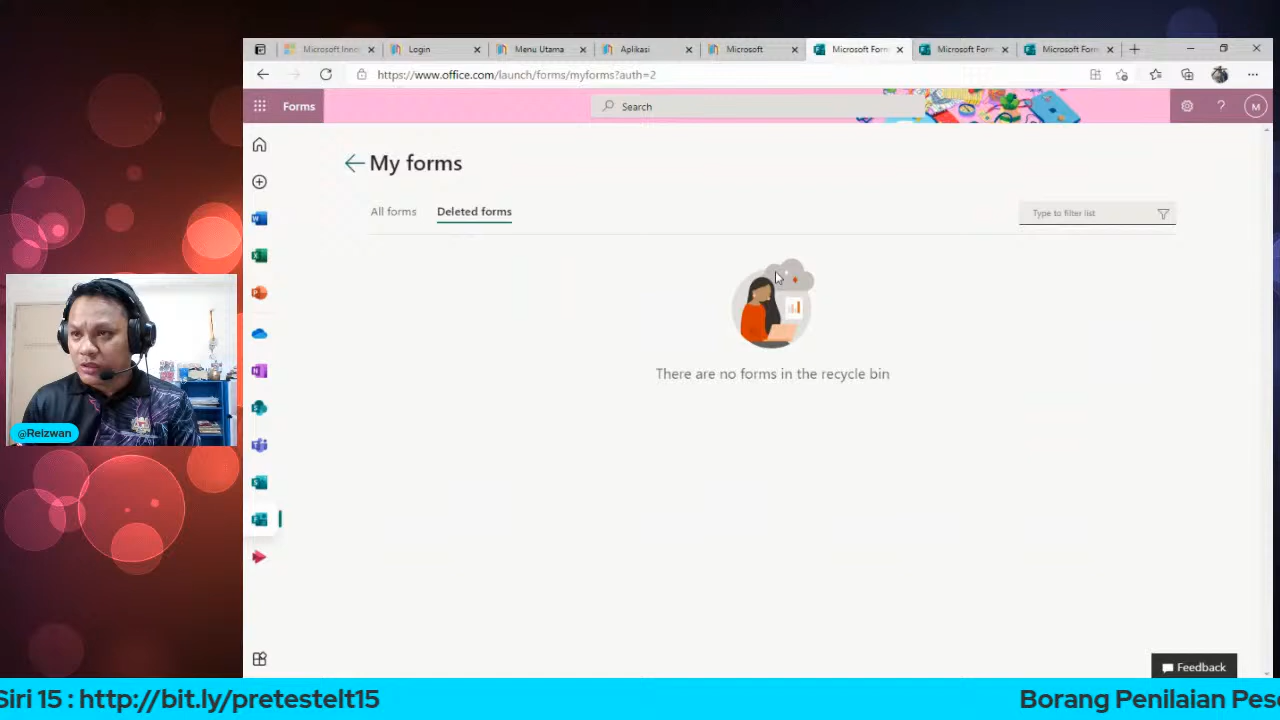 Microsoft Inno
Login
Menu Utama
Aplikasi
Microsoft
Microsoft Form
Microsoft Form
Microsoft Form
https://www.office.com/launch/forms/myforms?auth=2
Forms
Search
M
My forms
All forms
Deleted forms
Type to filter list
There are no forms in the recycle bin
@Reizwan
Feedback
Siri 15 : http://bit.ly/pretestelt15
Borang Penilaian Pese